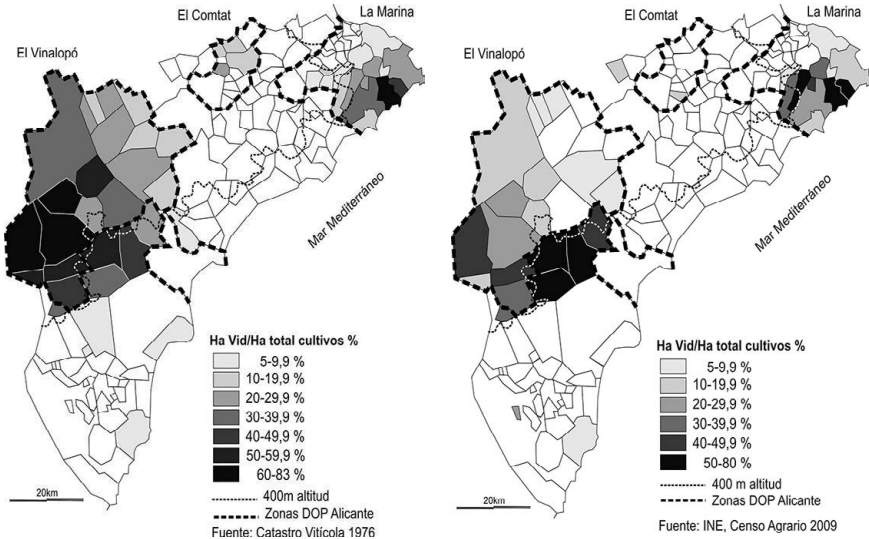 El Comtat
La Marina
El Vinalopó
Mar Mediterráneo
Ha Vid/Ha total cultivos %
5-9,9 %
10-19,9 %
20-29,9 %
30-39,9 %
40-49,9 %
50-59,9 %
60-83 %
400m altitud
Zonas DOP Alicante
20km
Fuente: Catastro Vitícola 1976
El Comtat
La Marina
El Vinalopó
Mar Mediterráneo
Ha Vid/Ha total cultivos %
5-9,9 %
10-19,9 %
20-29,9 %
30-39,9 %
40-49,9 %
50-80 %
400 m altitud
Zonas DOP Alicante
20km
Fuente: INE, Censo Agrario 2009